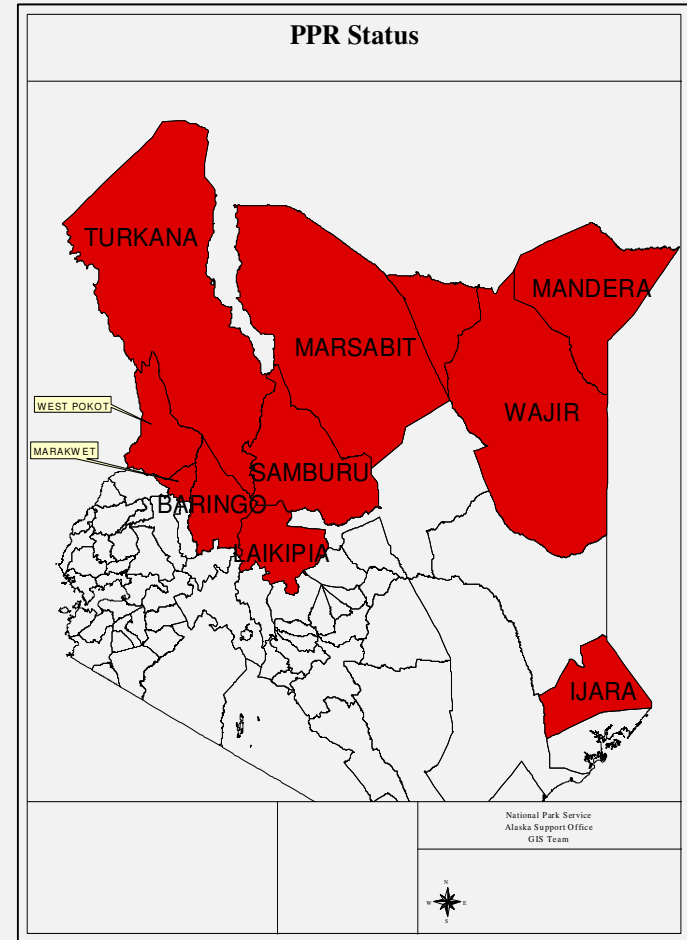 PPR Status
TURKANA
MANDERA
MARSABIT
WEST POKOT
WAJIR
MARAKWET
SAMBURU
BARINGO
LAIKIPIA
IJARA
National Park Service
Alaska Support Office
GIS Team
N
W E
S